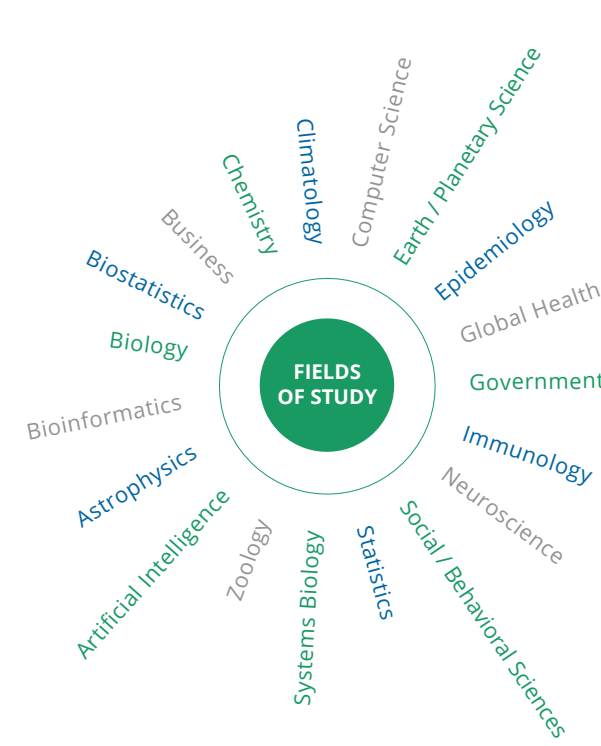 FIELDS
OF STUDY
Artificial Intelligence
Astrophysics
Bioinformatics
Biology
Biostatistics
Business
Chemistry
Climatology
Computer Science
Earth / Planetary Science
Epidemiology
Global Health
Government
Immunology
Neuroscience
Social / Behavioral Sciences
Statistics
Systems Biology
Zoology